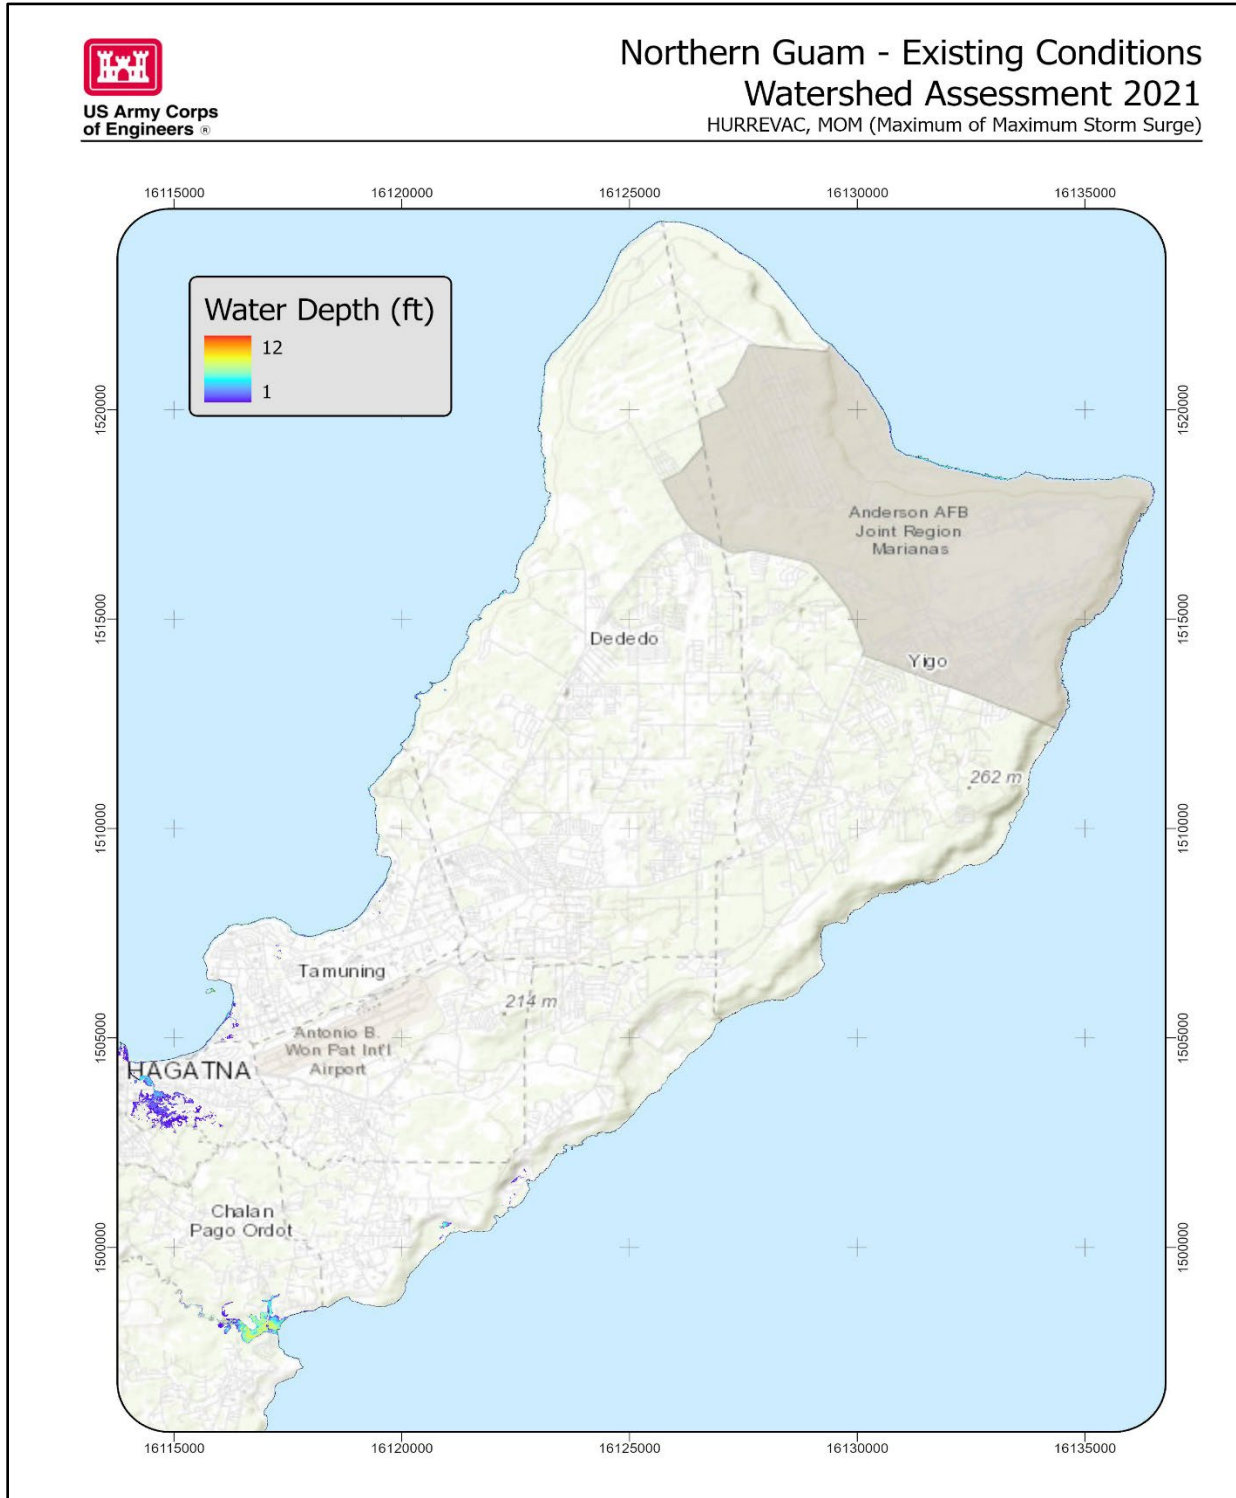 US Army Corps
of Engineers ®
Northern Guam - Existing Conditions
Watershed Assessment 2021
HURREVAC, MOM (Maximum of Maximum Storm Surge)
16115000
16120000
16125000
16130000
16135000
Water Depth (ft)
12
1
1520000
1520000
Anderson AFB
Joint Region
Marianas
1515000
1515000
Dededo
Yigo
262 m
1510000
1510000
Tamuning
214 m
1505000
1505000
Antonio B.
Won Pat Int'l
Airport
HAGATNA
Chalan
Pago Ordot
1500000
1500000
16115000
16120000
16125000
16130000
16135000